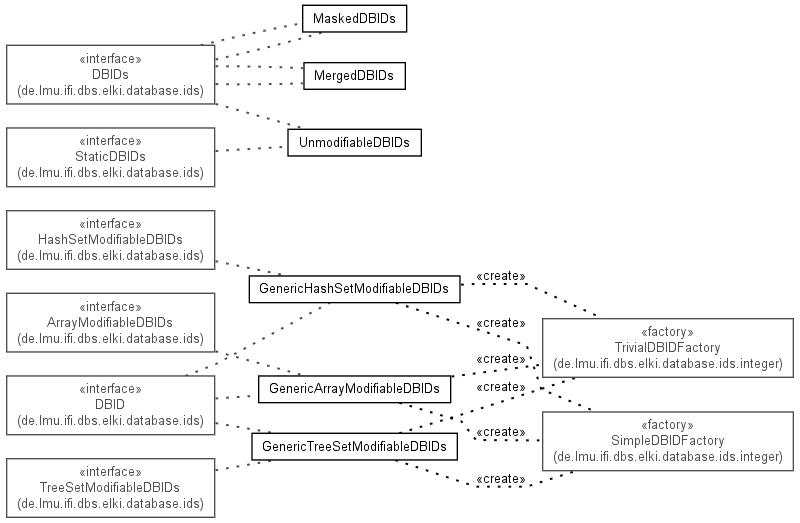 MaskedDBIDs
«interface»
DBIDs
(de.lmu.ifi.dbs.elki.database.ids)
MergedDBIDs
«interface»
StaticDBIDs
(de.lmu.ifi.dbs.elki.database.ids)
UnmodifiableDBIDs
«interface»
HashSetModifiableDBIDs
(de.lmu.ifi.dbs.elki.database.ids)
GenericHashSetModifiableDBIDs
«create»
«interface»
ArrayModifiableDBIDs
(de.lmu.ifi.dbs.elki.database.ids)
«create»
«factory»
TrivialDBIDFactory
(de.lmu.ifi.dbs.elki.database.ids.integer)
«create»
«interface»
DBID
(de.lmu.ifi.dbs.elki.database.ids)
GenericArrayModifiableDBIDs
«create»
«factory»
SimpleDBIDFactory
(de.lmu.ifi.dbs.elki.database.ids.integer)
«create»
GenericTreeSetModifiableDBIDs
«interface»
TreeSetModifiableDBIDs
(de.lmu.ifi.dbs.elki.database.ids)
«create»